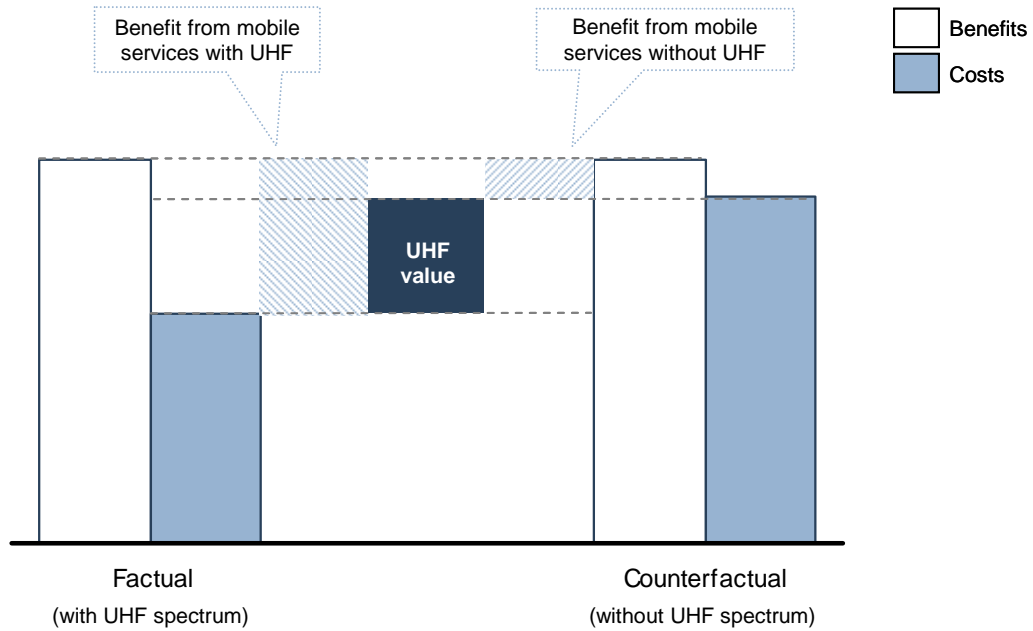 Benefit from mobile
services with UHF
Benefit from mobile
services without UHF
Benefits
Costs
UHF
value
Factual
(with UHF spectrum)
Counterfactual
(without UHF spectrum)